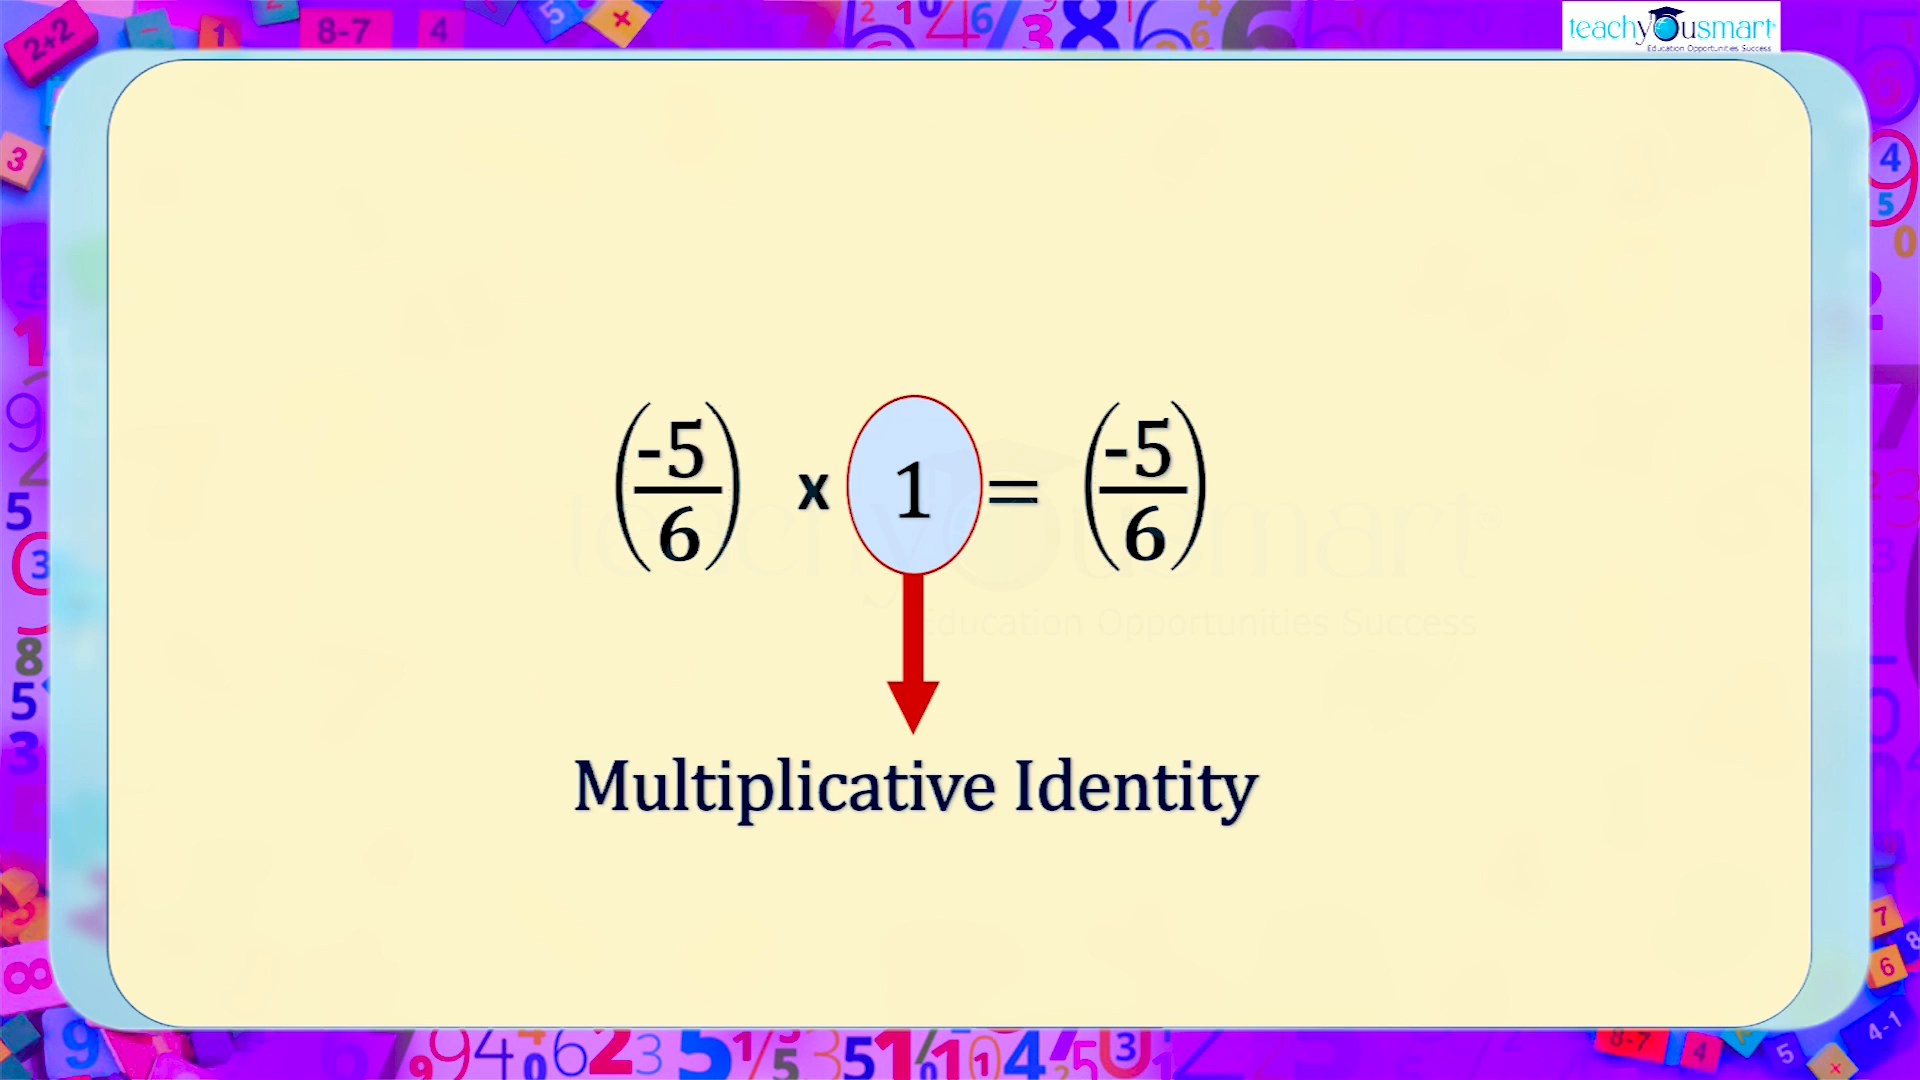 teachyousmart
Education Opportunities Success
(-5/6) x 1 = (-5/6)
Multiplicative Identity